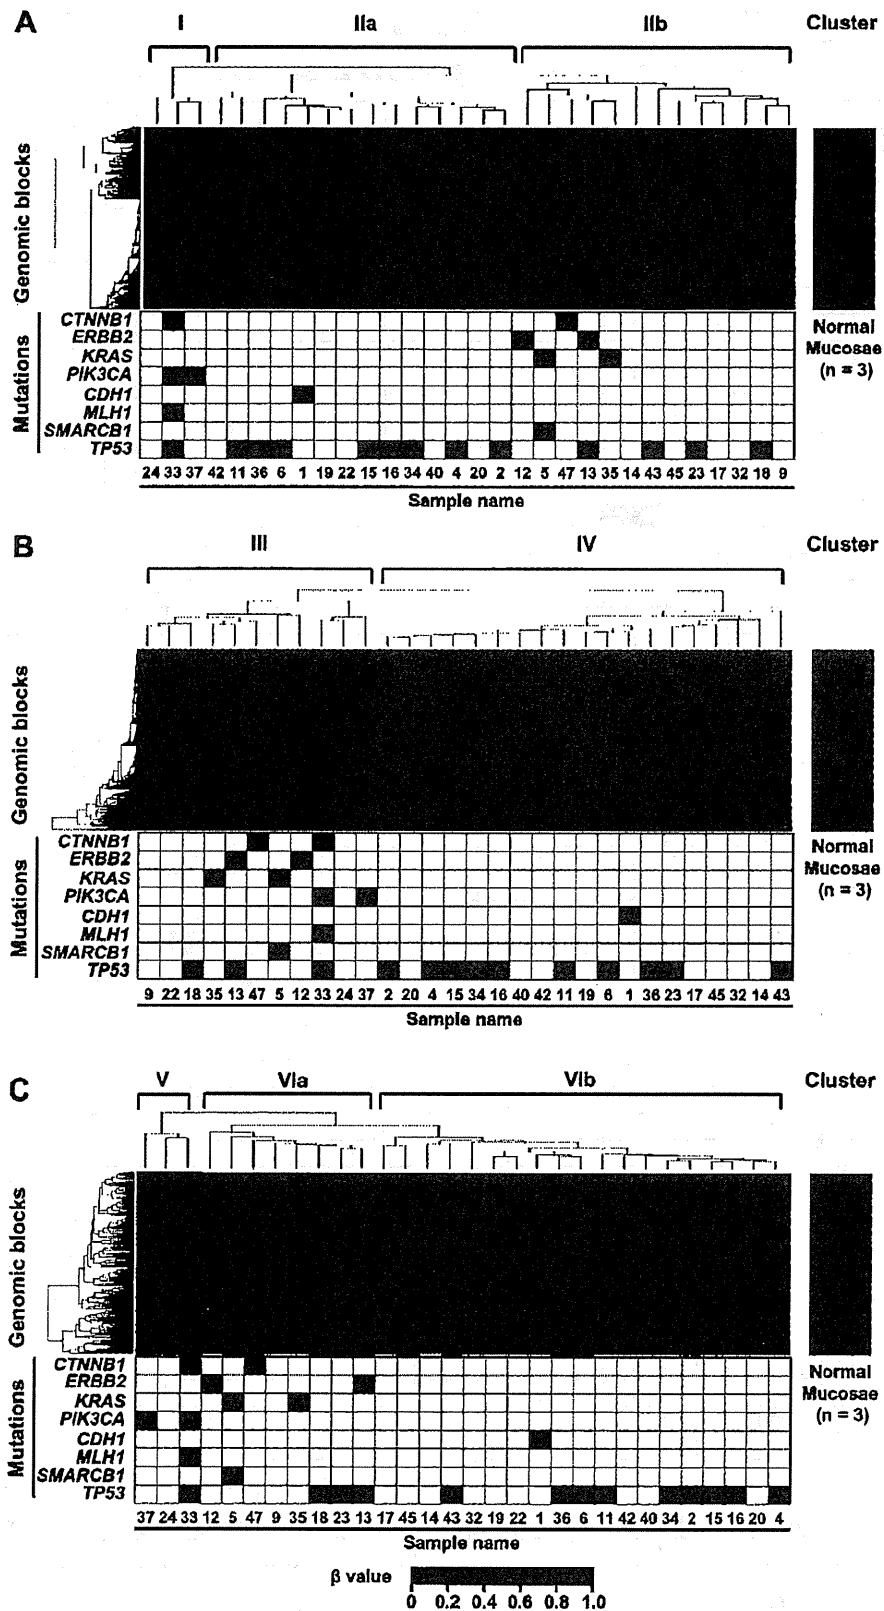 A I IIa IIb Cluster
Genomic blocks
Mutations
CTNNB1
ERBB2
KRAS
PIK3CA
CDH1
MLH1
SMARCB1
TP53
Normal
Mucosae
(n = 3)
24 33 37 42 11 36 6 1 19 22 15 16 34 40 4 20 2 12 5 47 13 35 14 43 45 23 17 32 18 9
Sample name
B III IV Cluster
Genomic blocks
Mutations
CTNNB1
ERBB2
KRAS
PIK3CA
CDH1
MLH1
SMARCB1
TP53
Normal
Mucosae
(n = 3)
9 22 18 35 13 47 5 12 33 24 37 2 20 4 15 34 16 40 42 11 19 6 1 36 23 17 45 32 14 43
Sample name
C V VIa VIb Cluster
Genomic blocks
Mutations
CTNNB1
ERBB2
KRAS
PIK3CA
CDH1
MLH1
SMARCB1
TP53
Normal
Mucosae
(n = 3)
37 24 33 12 5 47 9 35 18 23 13 17 45 14 43 32 19 22 1 36 6 11 42 40 34 2 15 16 20 4
Sample name
β value
0 0.2 0.4 0.6 0.8 1.0